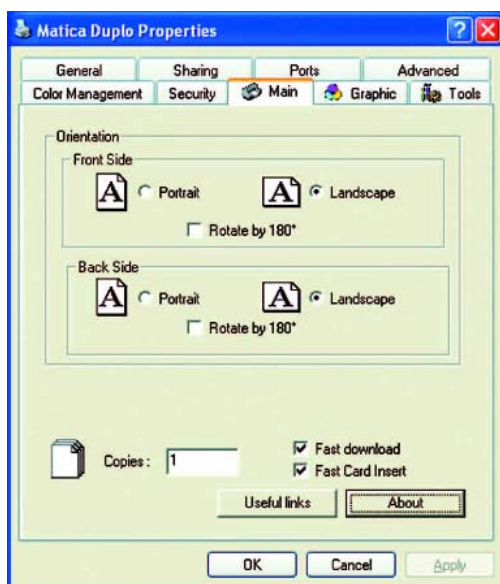 Matica Duplo Properties
General Sharing Ports Advanced
Color Management Security Main Graphic Tools
Orientation
Front Side
A Portrait A Landscape
Rotate by 180°
Back Side
A Portrait A Landscape
Rotate by 180°
Copies : 1 Fast download
Fast Card Insert
Useful links About
OK Cancel Apply